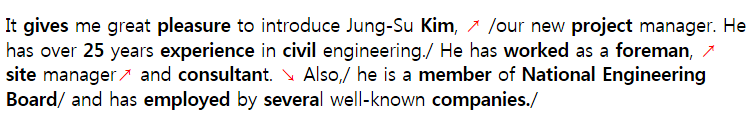 It gives me great pleasure to introduce Jung-Su Kim, ↗ /our new project manager. He
has over 25 years experience in civil engineering./ He has worked as a foreman, ↗
site manager↗ and consultant. ↘ Also,/ he is a member of National Engineering
Board/ and has employed by several well-known companies./